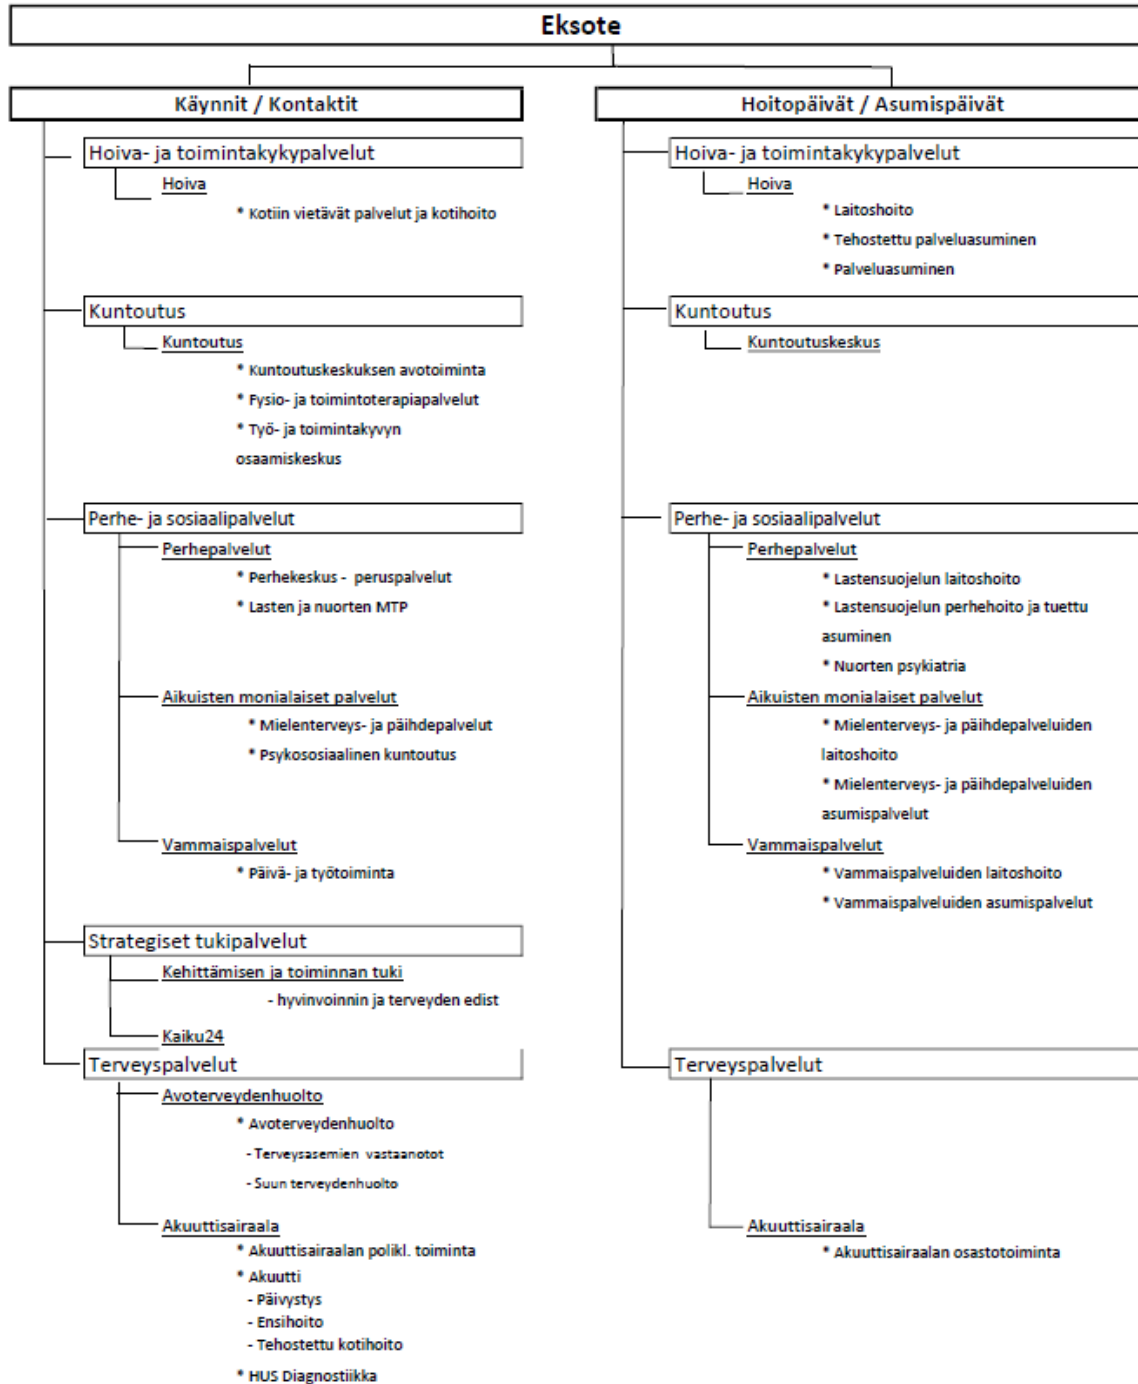 Eksote
Käynnit / Kontaktit
Hoiva- ja toimintakykypalvelut
Hoiva
* Kotiin vietävät palvelut ja kotihoito
Kuntoutus
Kuntoutus
* Kuntoutuskeskuksen avotoiminta
* Fysio- ja toimintoterapiapalvelut
* Työ- ja toimintakyvyn
osaamiskeskus
Perhe- ja sosiaalipalvelut
Perhepalvelut
* Perhekeskus - peruspalvelut
* Lasten ja nuorten MTP
Aikuisten monialaiset palvelut
* Mielenterveys- ja päihdepalvelut
* Psykososiaalinen kuntoutus
Vammaispalvelut
* Päivä- ja työtoiminta
Strategiset tukipalvelut
Kehittämisen ja toiminnan tuki
- hyvinvoinnin ja terveyden edist
Kaiku24
Terveyspalvelut
Avoterveydenhuolto
* Avoterveydenhuolto
- Terveysasemien vastaanotot
- Suun terveydenhuolto
Akuuttisairaala
* Akuuttisairaalan polikl. toiminta
* Akuutti
- Päivystys
- Ensihoito
- Tehostettu kotihoito
* HUS Diagnostiikka
Hoitopäivät / Asumispäivät
Hoiva- ja toimintakykypalvelut
Hoiva
* Laitoshoito
* Tehostettu palveluasuminen
* Palveluasuminen
Kuntoutus
Kuntoutuskeskus
Perhe- ja sosiaalipalvelut
Perhepalvelut
* Lastensuojelun laitoshoito
* Lastensuojelun perhehoito ja tuettu
asuminen
* Nuorten psykiatria
Aikuisten monialaiset palvelut
* Mielenterveys- ja päihdepalveluiden
laitoshoito
* Mielenterveys- ja päihdepalveluiden
asumispalvelut
Vammaispalvelut
* Vammaispalveluiden laitoshoito
* Vammaispalveluiden asumispalvelut
Terveyspalvelut
Akuuttisairaala
* Akuuttisairaalan osastotoiminta